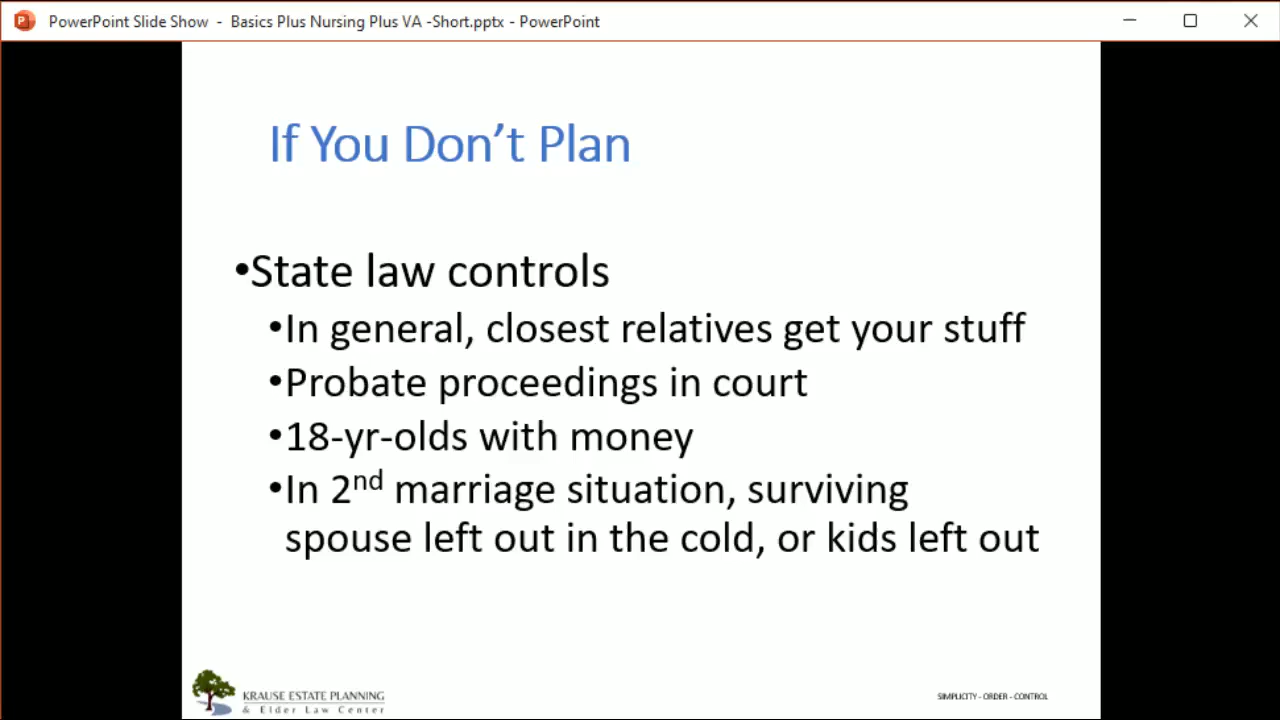 PowerPoint Slide Show - Basics Plus Nursing Plus VA -Short.pptx - PowerPoint
If You Don't Plan
•State law controls
•In general, closest relatives get your stuff
•Probate proceedings in court
•18-yr-olds with money
•In 2nd marriage situation, surviving
spouse left out in the cold, or kids left out
KRAUSE ESTATE PLANNING
& Elder Law Center
SIMPLICITY - ORDER - CONTROL